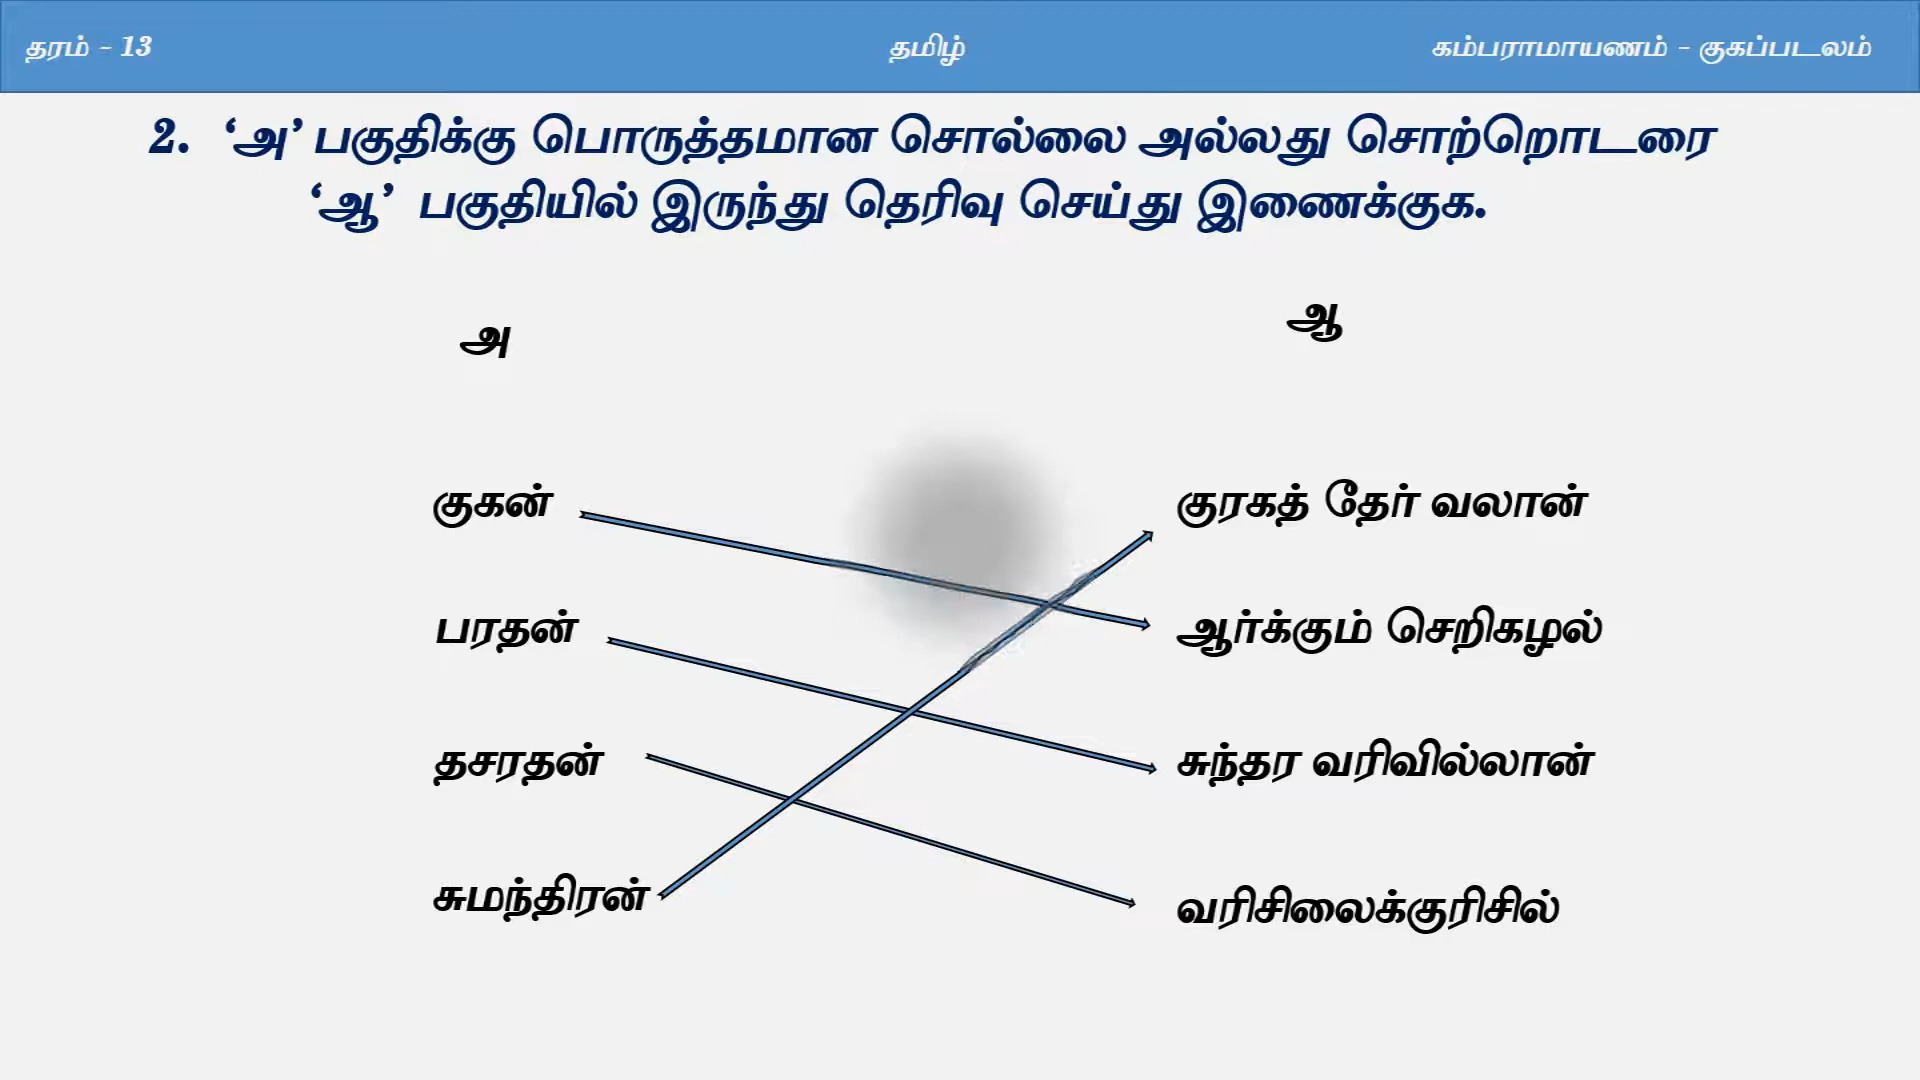 தரம் - 13
தமிழ்
கம்பராமாயணம் - குகப்படலம்
2. ‘அ’ பகுதிக்கு பொருத்தமான சொல்லை அல்லது சொற்றொடரை
‘ஆ’ பகுதியில் இருந்து தெரிவு செய்து இணைக்குக.
அ
ஆ
குகன்
குரகத் தேர் வலான்
பரதன்
ஆர்க்கும் செறிகழல்
தசரதன்
சுந்தர வரிவில்லான்
சுமந்திரன்
வரிசிலைக்குரிசில்